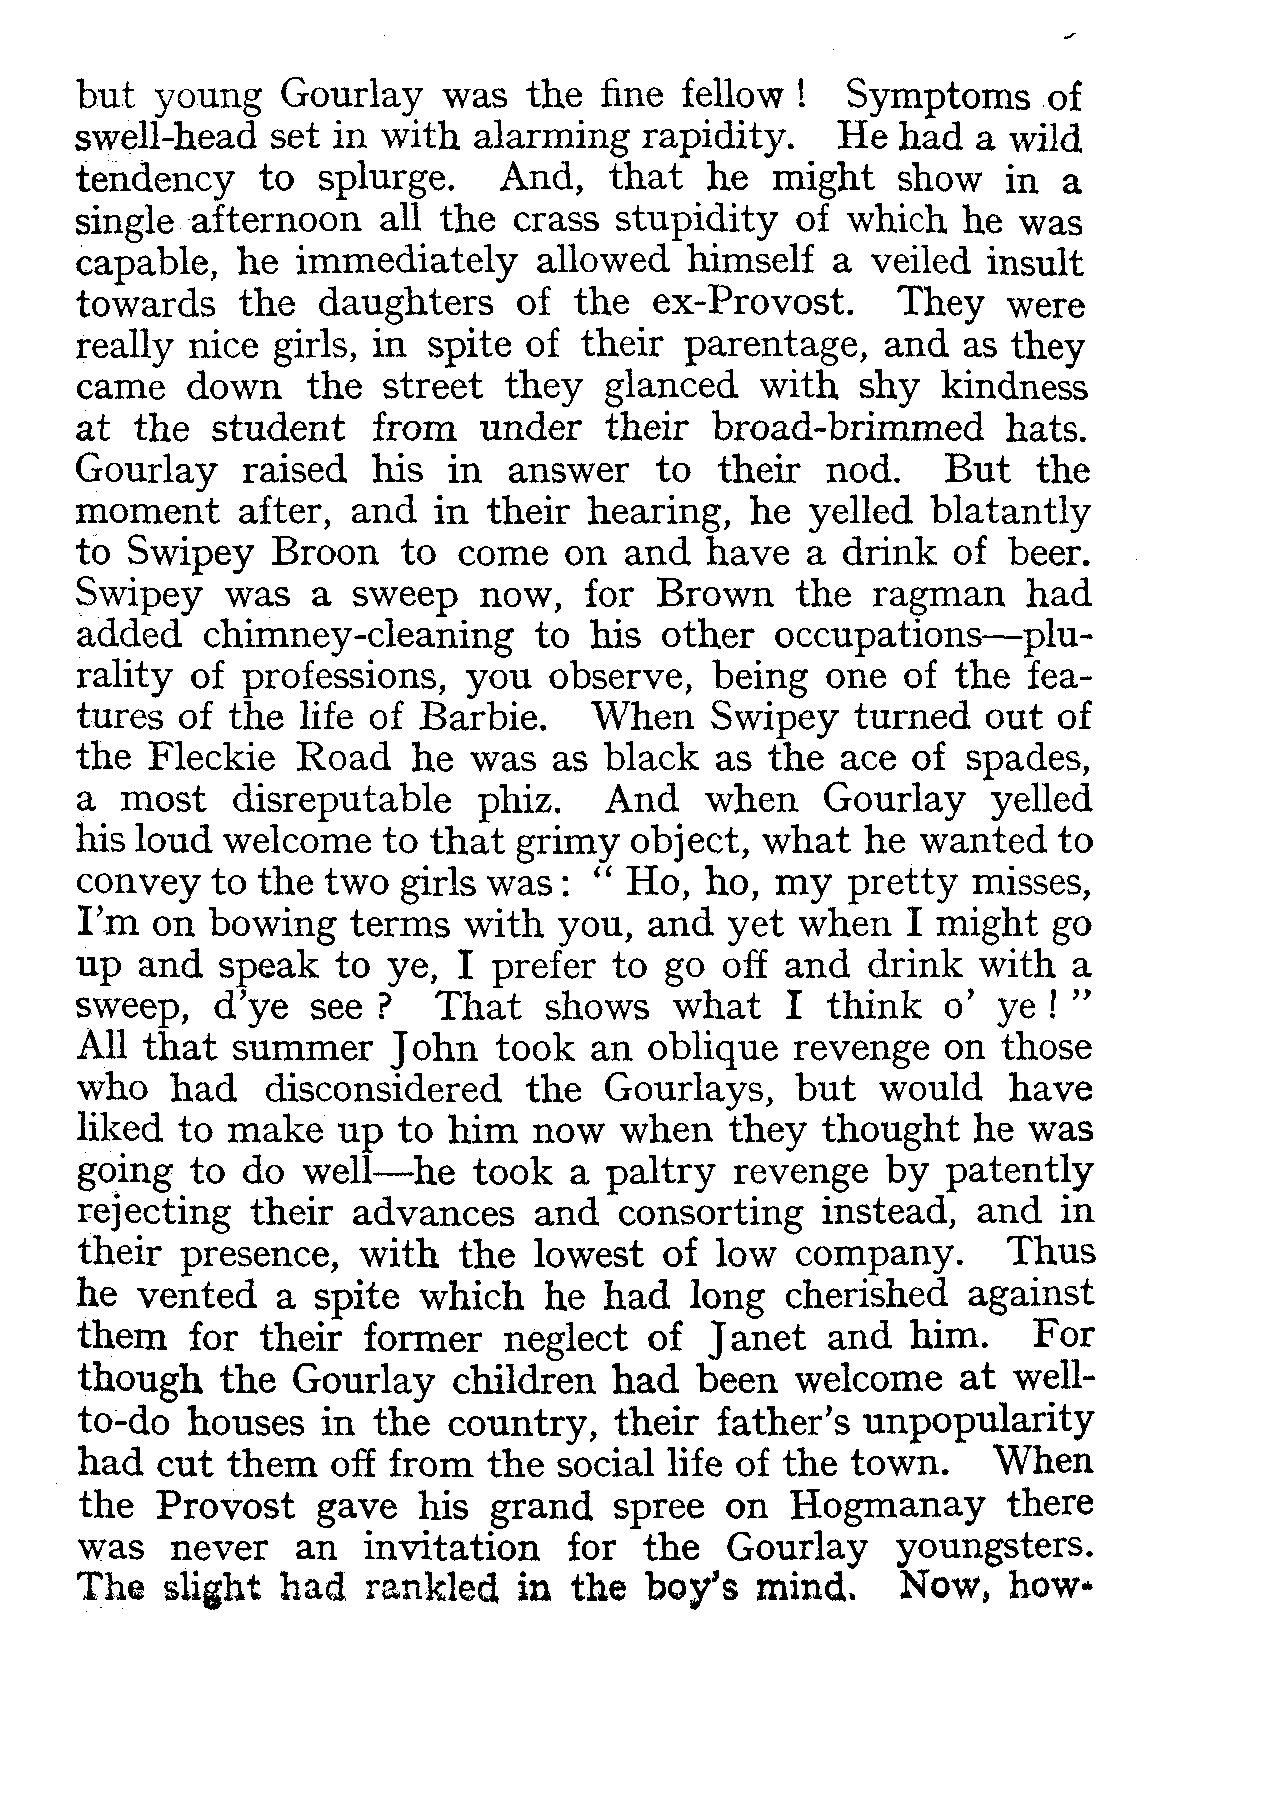 but young Gourlay was the fine fellow ! Symptoms of
swell-head set in with alarming rapidity. He had a wild
tendency to splurge. And, that he might show in a
single afternoon all the crass stupidity of which he was
capable, he immediately allowed himself a veiled insult
towards the daughters of the ex-Provost. They were
really nice girls, in spite of their parentage, and as they
came down the street they glanced with shy kindness
at the student from under their broad-brimmed hats.
Gourlay raised his in answer to their nod. But the
moment after, and in their hearing, he yelled blatantly
to Swipey Broon to come on and have a drink of beer.
Swipey was a sweep now, for Brown the ragman had
added chimney-cleaning to his other occupations—plu-
rality of professions, you observe, being one of the fea-
tures of the life of Barbie. When Swipey turned out of
the Fleckie Road he was as black as the ace of spades,
a most disreputable phiz. And when Gourlay yelled
his loud welcome to that grimy object, what he wanted to
convey to the two girls was : “ Ho, ho, my pretty misses,
I’m on bowing terms with you, and yet when I might go
up and speak to ye, I prefer to go off and drink with a
sweep, d’ye see ? That shows what I think o’ ye ! ”
All that summer John took an oblique revenge on those
who had disconsidered the Gourlays, but would have
liked to make up to him now when they thought he was
going to do well—he took a paltry revenge by patently
rejecting their advances and consorting instead, and in
their presence, with the lowest of low company. Thus
he vented a spite which he had long cherished against
them for their former neglect of Janet and him. For
though the Gourlay children had been welcome at well-
to-do houses in the country, their father’s unpopularity
had cut them off from the social life of the town. When
the Provost gave his grand spree on Hogmanay there
was never an invitation for the Gourlay youngsters.
The slight had rankled in the boy’s mind. Now, how-